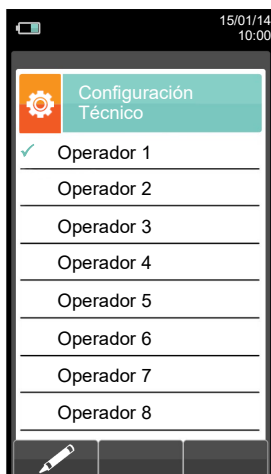 15/01/14
10:00
Configuración
Técnico
Operador 1
Operador 2
Operador 3
Operador 4
Operador 5
Operador 6
Operador 7
Operador 8